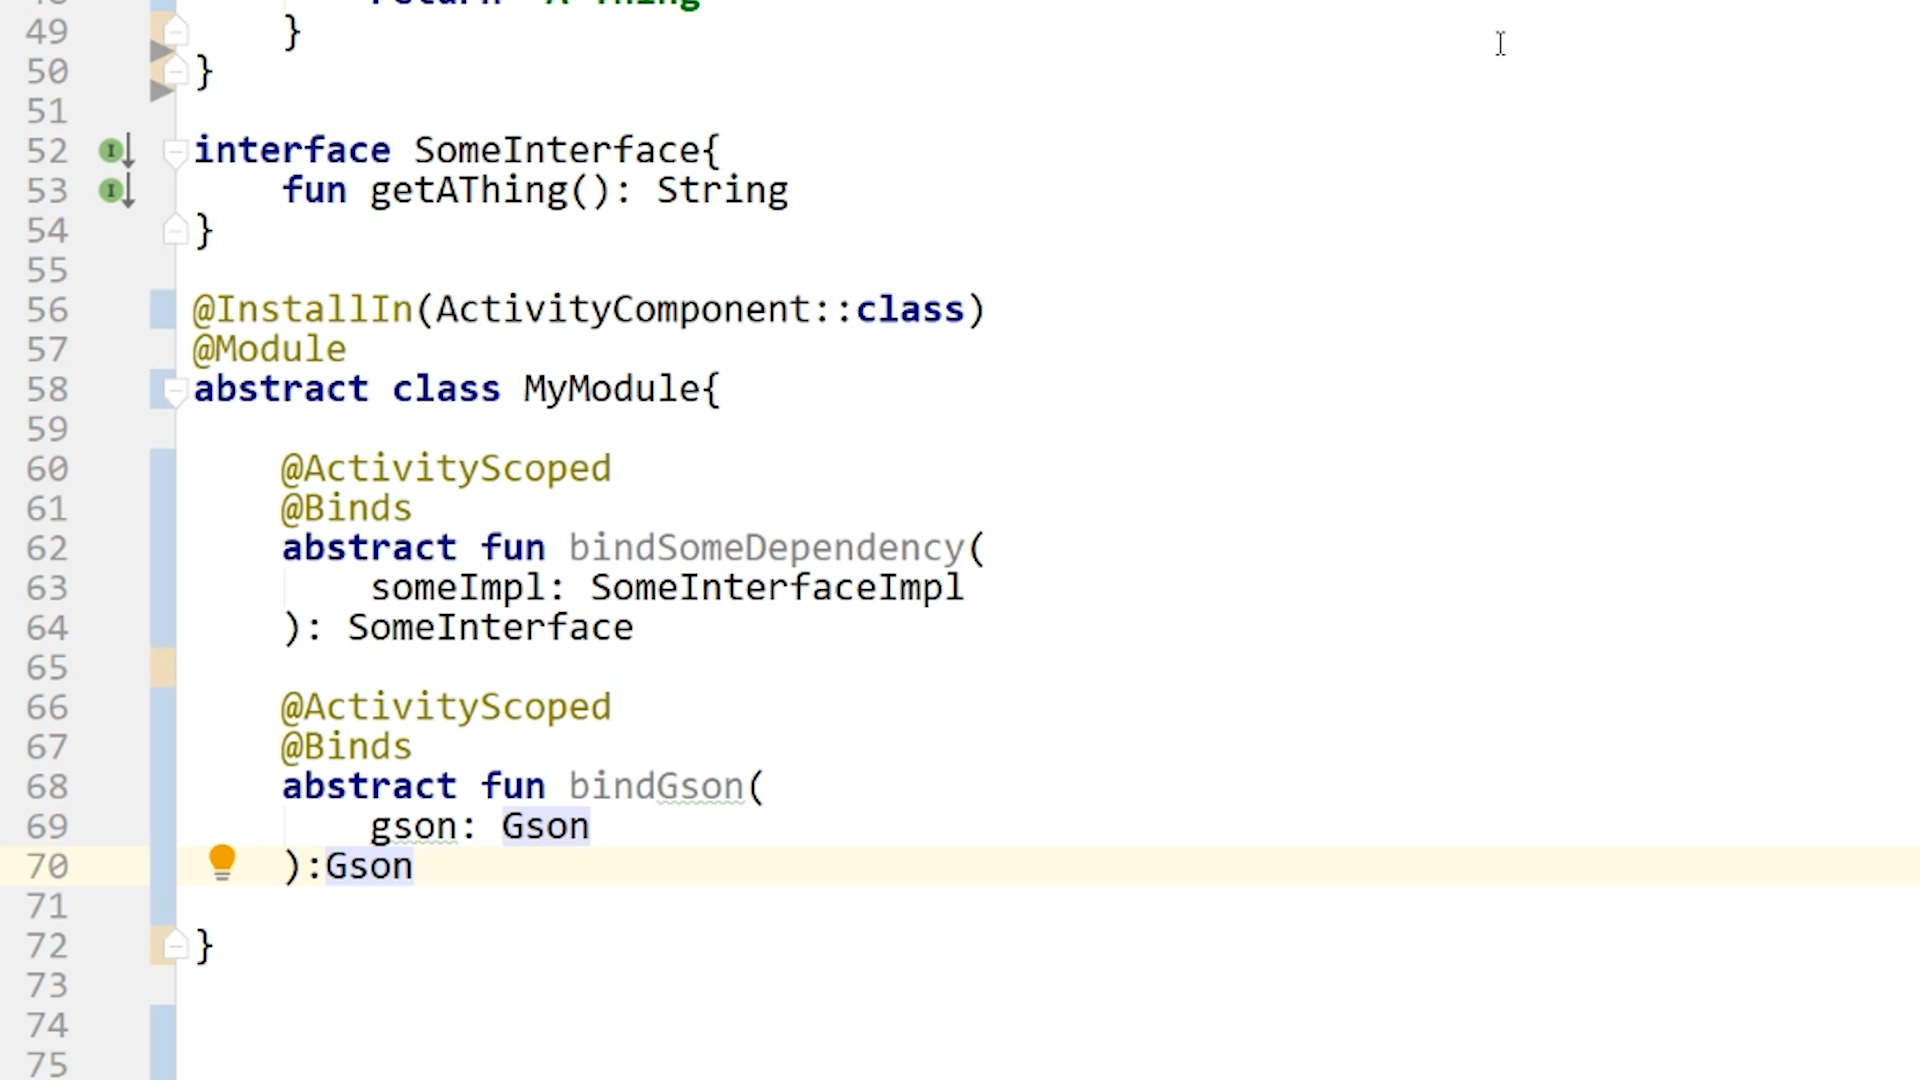 49 }
50 }
51
52 interface SomeInterface{
53 fun getAThing(): String
54 }
55
56 @InstallIn(ActivityComponent::class)
57 @Module
58 abstract class MyModule{
59
60 @ActivityScoped
61 @Binds
62 abstract fun bindSomeDependency(
63 someImpl: SomeInterfaceImpl
64 ): SomeInterface
65
66 @ActivityScoped
67 @Binds
68 abstract fun bindGson(
69 gson: Gson
70 ):Gson
71
72 }
73
74
75